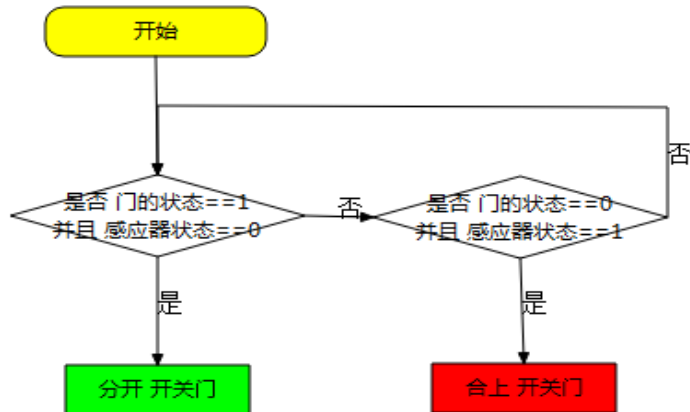 开始
否
是否 门的状态==1
并且 感应器状态==0
否
是否 门的状态==0
并且 感应器状态==1
是
是
分开 开关门
合上 开关门